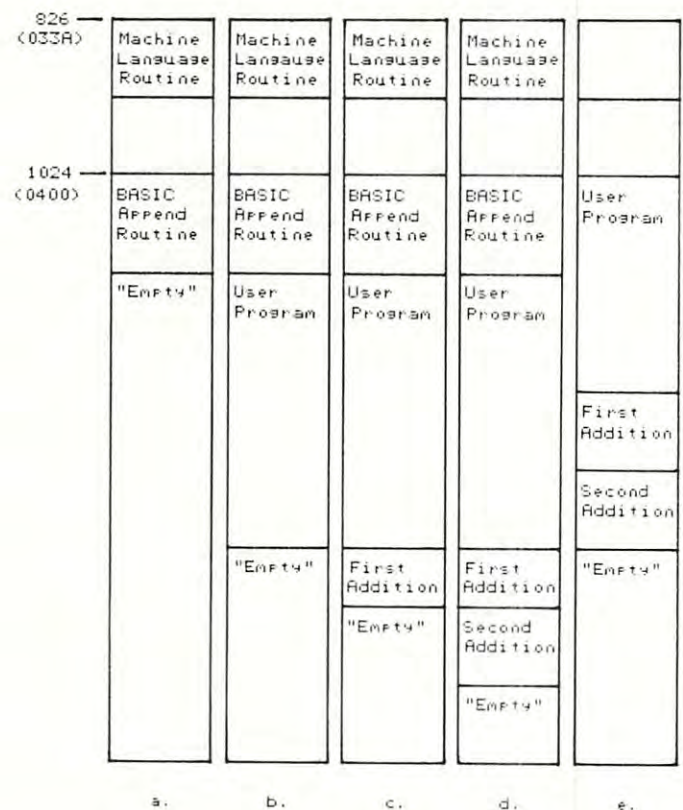 826
(033A)
1024
(0400)
Machine
Language
Routine
BASIC
Append
Routine
"Empty"
a.
Machine
Langauge
Routine
BASIC
Append
Routine
User
Program
"Empty"
b.
Machine
Language
Routine
BASIC
Append
Routine
User
Program
First
Addition
"Empty"
c.
Machine
Language
Routine
BASIC
Append
Routine
User
Program
First
Addition
Second
Addition
"Empty"
d.
User
Program
First
Addition
Second
Addition
"Empty"
e.